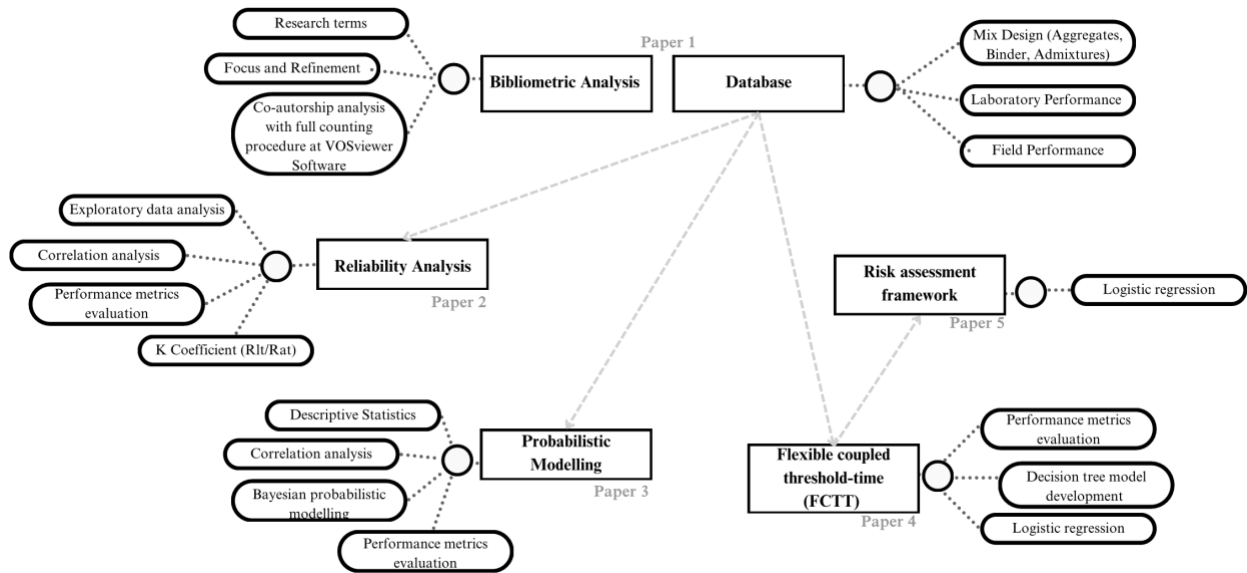 Research terms
Focus and Refinement
Co-autorship analysis
with full counting
procedure at VOSviewer
Software
Paper 1
Bibliometric Analysis
Database
Mix Design (Aggregates,
Binder, Admixtures)
Laboratory Performance
Field Performance
Exploratory data analysis
Correlation analysis
Performance metrics
evaluation
K Coefficient (Rlt/Rat)
Reliability Analysis
Paper 2
Risk assessment
framework
Paper 5
Logistic regression
Descriptive Statistics
Correlation analysis
Bayesian probabilistic
modelling
Performance metrics
evaluation
Probabilistic
Modelling
Paper 3
Flexible coupled
threshold-time
(FCTT)
Paper 4
Performance metrics
evaluation
Decision tree model
development
Logistic regression